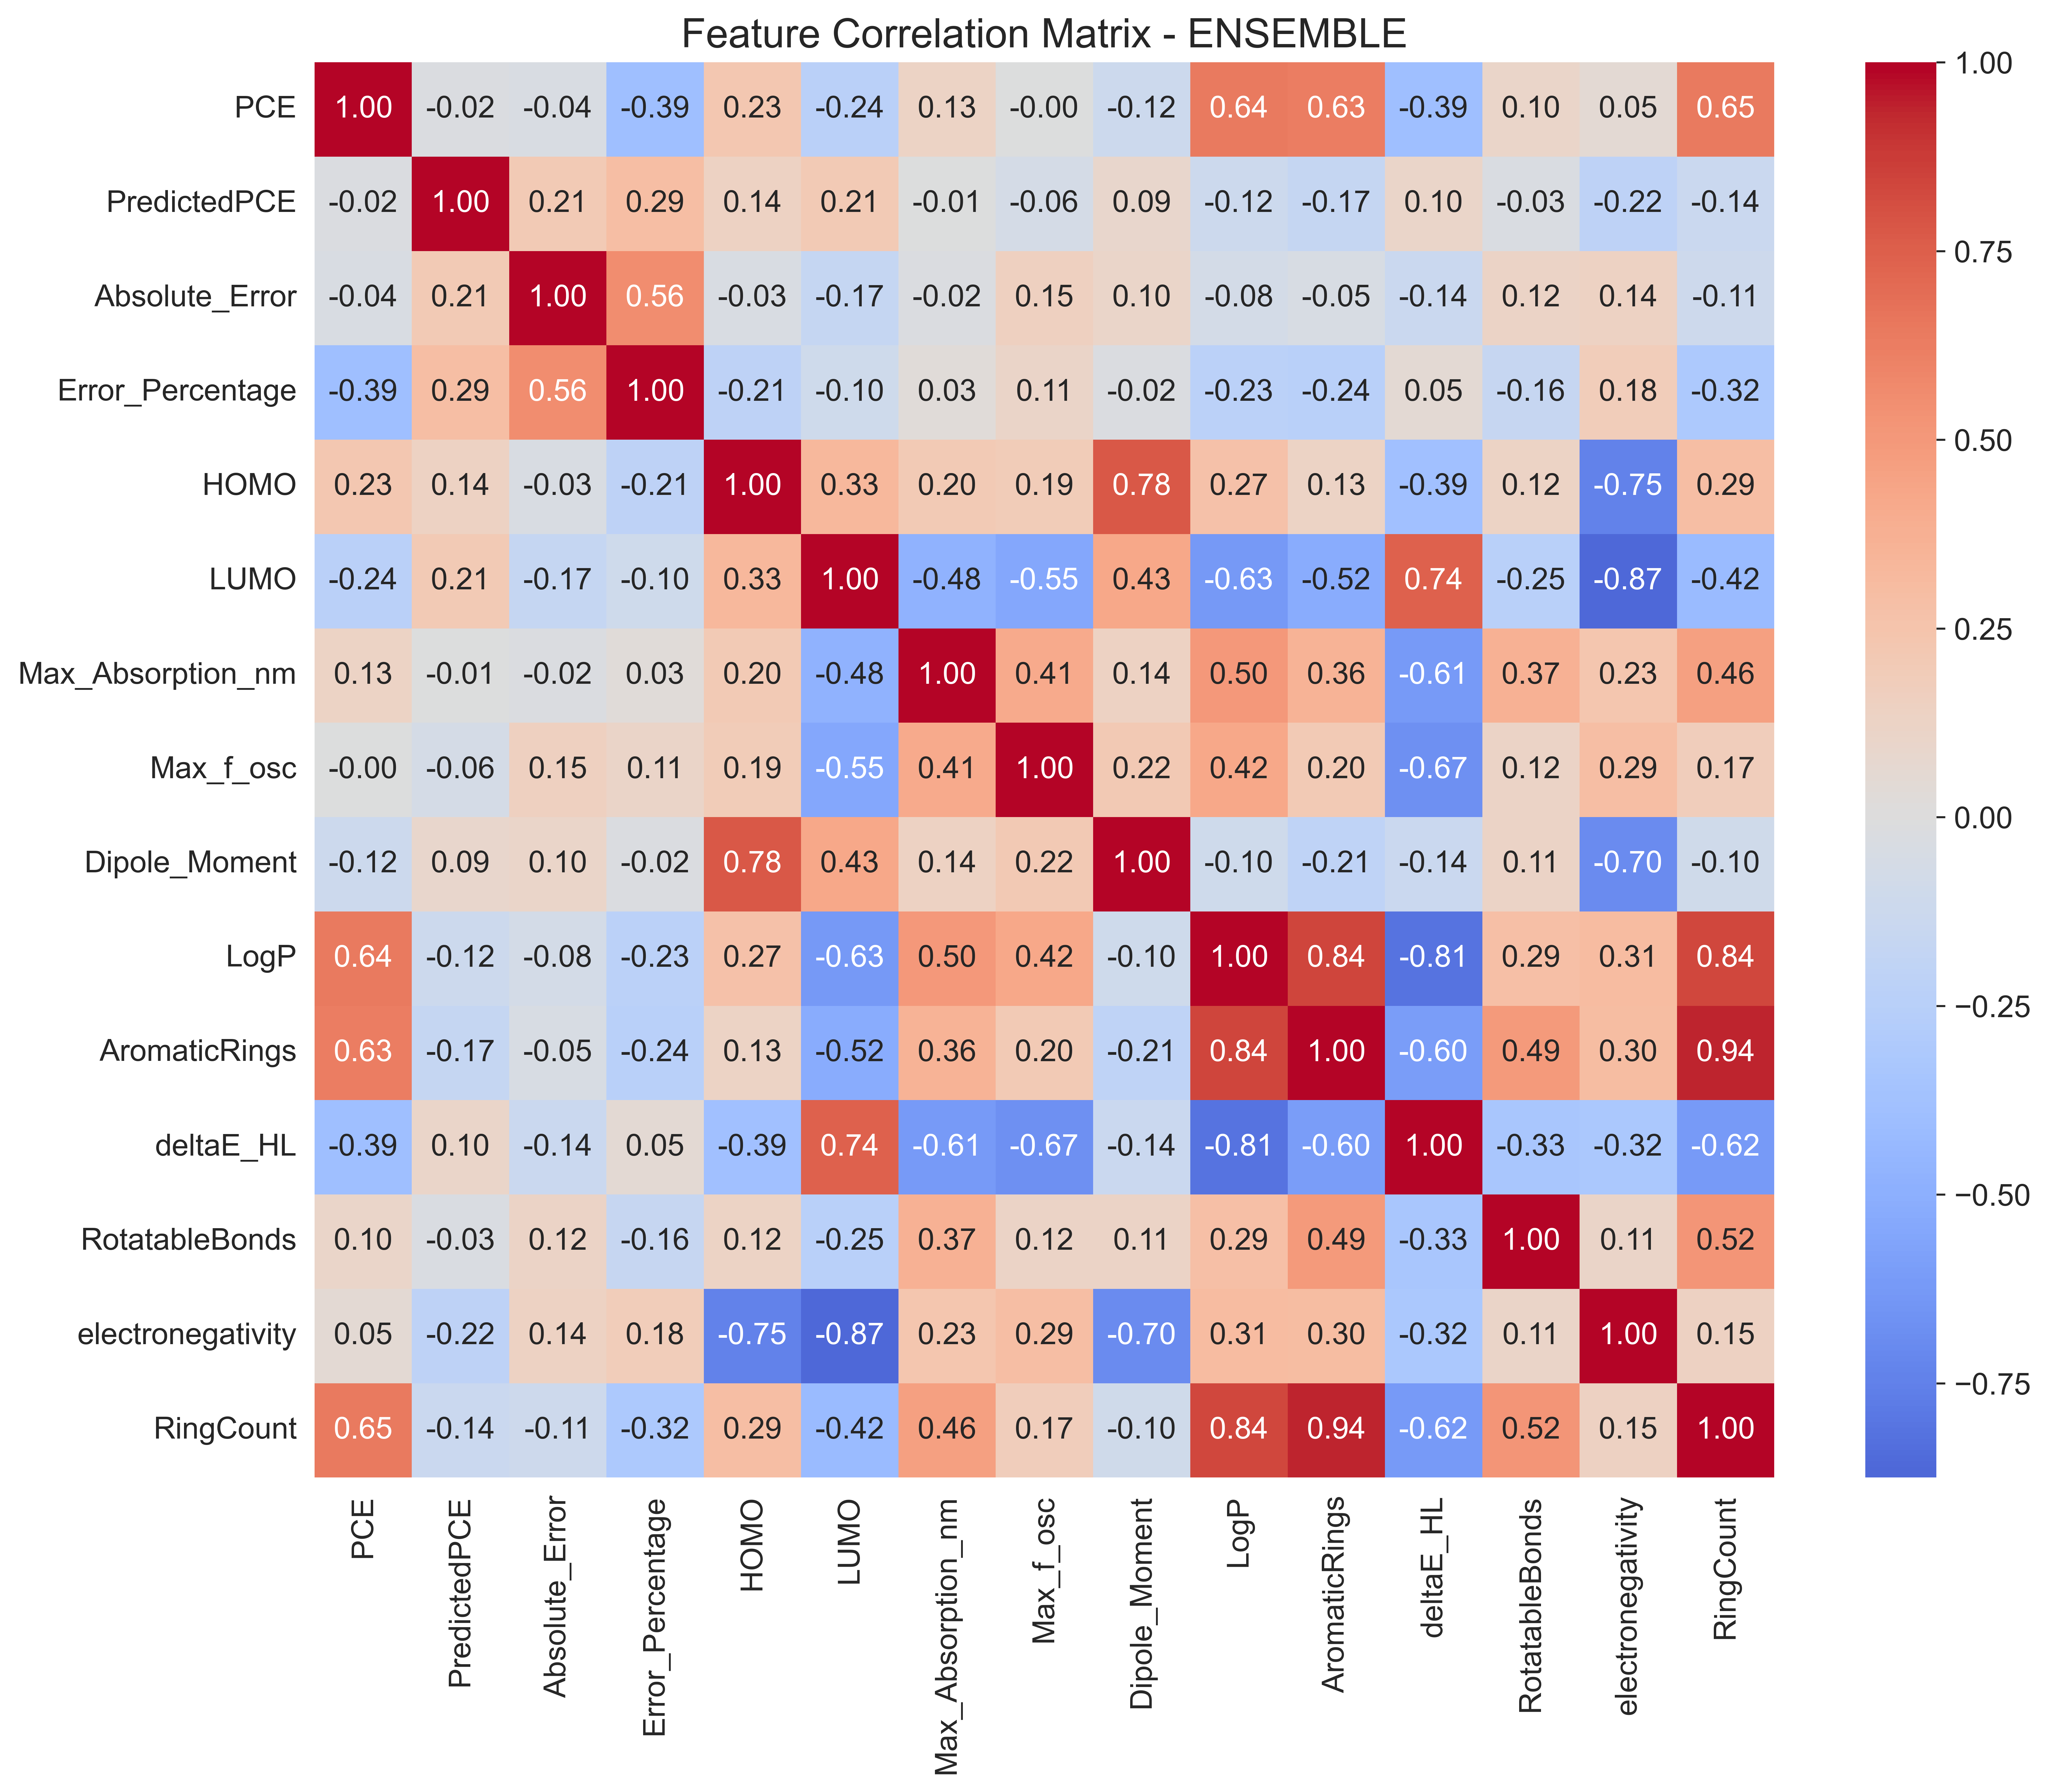 Feature Correlation Matrix - ENSEMBLE
PCE 1.00 -0.02 -0.04 -0.39 0.23 -0.24 0.13 -0.00 -0.12 0.64 0.63 -0.39 0.10 0.05 0.65
PredictedPCE -0.02 1.00 0.21 0.29 0.14 0.21 -0.01 -0.06 0.09 -0.12 -0.17 0.10 -0.03 -0.22 -0.14
Absolute_Error -0.04 0.21 1.00 0.56 -0.03 -0.17 -0.02 0.15 0.10 -0.08 -0.05 -0.14 0.12 0.14 -0.11
Error_Percentage -0.39 0.29 0.56 1.00 -0.21 -0.10 0.03 0.11 -0.02 -0.23 -0.24 0.05 -0.16 0.18 -0.32
HOMO 0.23 0.14 -0.03 -0.21 1.00 0.33 0.20 0.19 0.78 0.27 0.13 -0.39 0.12 -0.75 0.29
LUMO -0.24 0.21 -0.17 -0.10 0.33 1.00 -0.48 -0.55 0.43 -0.63 -0.52 0.74 -0.25 -0.87 -0.42
Max_Absorption_nm 0.13 -0.01 -0.02 0.03 0.20 -0.48 1.00 0.41 0.14 0.50 0.36 -0.61 0.37 0.23 0.46
Max_f_osc -0.00 -0.06 0.15 0.11 0.19 -0.55 0.41 1.00 0.22 0.42 0.20 -0.67 0.12 0.29 0.17
Dipole_Moment -0.12 0.09 0.10 -0.02 0.78 0.43 0.14 0.22 1.00 -0.10 -0.21 -0.14 0.11 -0.70 -0.10
LogP 0.64 -0.12 -0.08 -0.23 0.27 -0.63 0.50 0.42 -0.10 1.00 0.84 -0.81 0.29 0.31 0.84
AromaticRings 0.63 -0.17 -0.05 -0.24 0.13 -0.52 0.36 0.20 -0.21 0.84 1.00 -0.60 0.49 0.30 0.94
deltaE_HL -0.39 0.10 -0.14 0.05 -0.39 0.74 -0.61 -0.67 -0.14 -0.81 -0.60 1.00 -0.33 -0.32 -0.62
RotatableBonds 0.10 -0.03 0.12 -0.16 0.12 -0.25 0.37 0.12 0.11 0.29 0.49 -0.33 1.00 0.11 0.52
electronegativity 0.05 -0.22 0.14 0.18 -0.75 -0.87 0.23 0.29 -0.70 0.31 0.30 -0.32 0.11 1.00 0.15
RingCount 0.65 -0.14 -0.11 -0.32 0.29 -0.42 0.46 0.17 -0.10 0.84 0.94 -0.62 0.52 0.15 1.00
PCE
PredictedPCE
Absolute_Error
Error_Percentage
HOMO
LUMO
Max_Absorption_nm
Max_f_osc
Dipole_Moment
LogP
AromaticRings
deltaE_HL
RotatableBonds
electronegativity
RingCount
1.00
0.75
0.50
0.25
0.00
−0.25
−0.50
−0.75